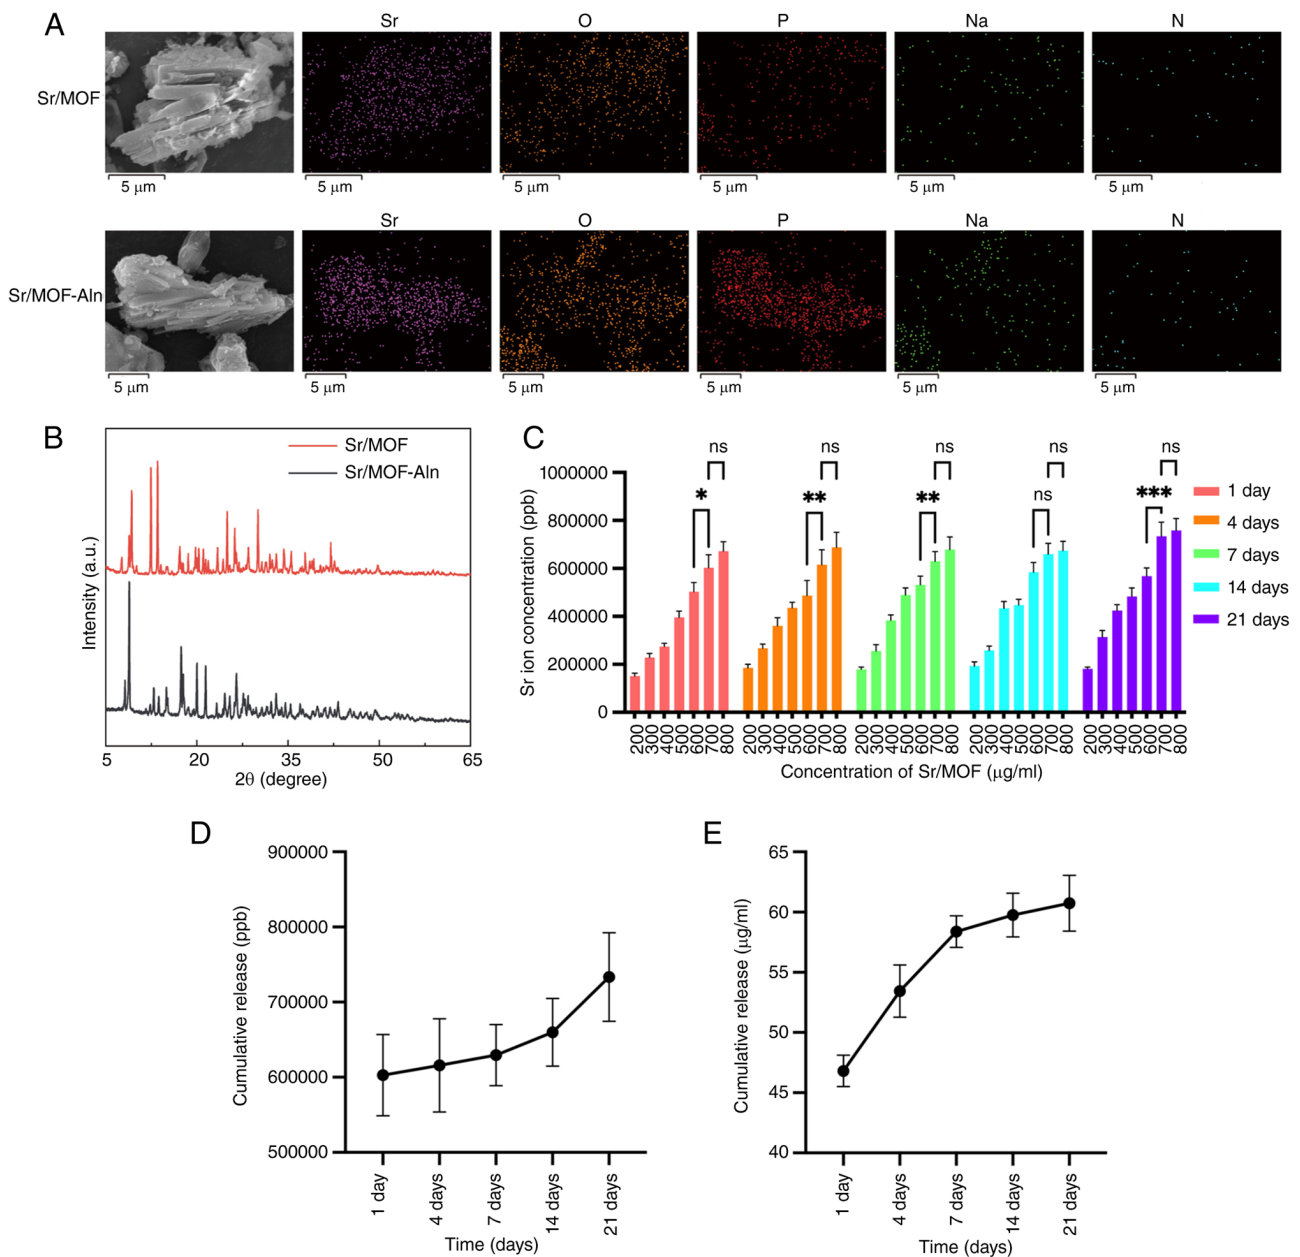 A
Sr O P Na N
Sr/MOF
5 μm 5 μm 5 μm 5 μm 5 μm 5 μm
Sr O P Na N
Sr/MOF-Aln
5 μm 5 μm 5 μm 5 μm 5 μm 5 μm
B
Sr/MOF
Sr/MOF-Aln
Intensity (a.u.)
5 20 35 50 65
2θ (degree)
C
ns ns ns ns ns
* ** ** ns ***
1000000
800000
600000
400000
200000
0
Sr ion concentration (ppb)
200 300 400 500 600 700 800 200 300 400 500 600 700 800 200 300 400 500 600 700 800 200 300 400 500 600 700 800 200 300 400 500 600 700 800
Concentration of Sr/MOF (μg/ml)
1 day
4 days
7 days
14 days
21 days
D
900000
800000
700000
600000
500000
Cumulative release (ppb)
1 day 4 days 7 days 14 days 21 days
Time (days)
E
65
60
55
50
45
40
Cumulative release (μg/ml)
1 day 4 days 7 days 14 days 21 days
Time (days)